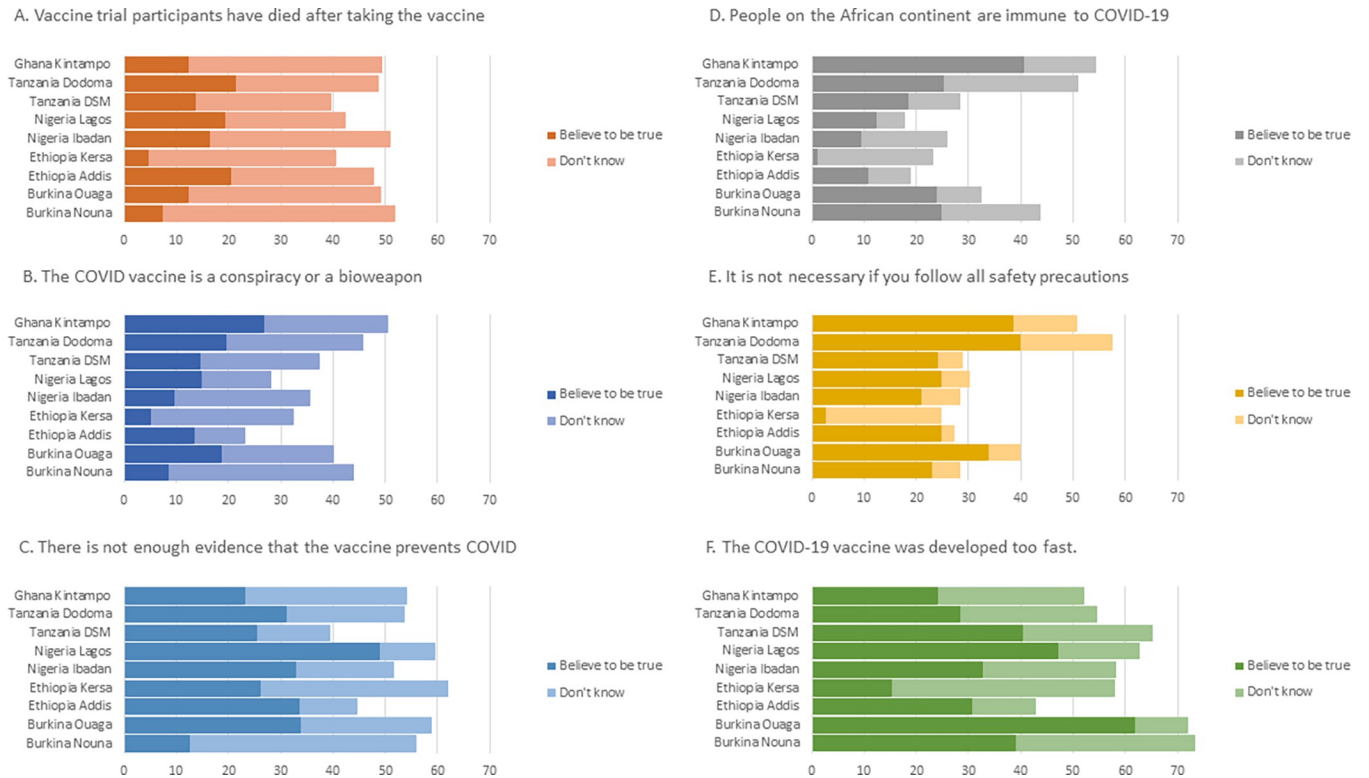 A. Vaccine trial participants have died after taking the vaccine
Ghana Kintampo
Tanzania Dodoma
Tanzania DSM
Nigeria Lagos
Nigeria Ibadan
Ethiopia Kersa
Ethiopia Addis
Burkina Ouaga
Burkina Nouna
0 10 20 30 40 50 60 70
Believe to be true
Don't know
B. The COVID vaccine is a conspiracy or a bioweapon
Ghana Kintampo
Tanzania Dodoma
Tanzania DSM
Nigeria Lagos
Nigeria Ibadan
Ethiopia Kersa
Ethiopia Addis
Burkina Ouaga
Burkina Nouna
0 10 20 30 40 50 60 70
Believe to be true
Don't know
C. There is not enough evidence that the vaccine prevents COVID
Ghana Kintampo
Tanzania Dodoma
Tanzania DSM
Nigeria Lagos
Nigeria Ibadan
Ethiopia Kersa
Ethiopia Addis
Burkina Ouaga
Burkina Nouna
0 10 20 30 40 50 60 70
Believe to be true
Don't know
D. People on the African continent are immune to COVID-19
Ghana Kintampo
Tanzania Dodoma
Tanzania DSM
Nigeria Lagos
Nigeria Ibadan
Ethiopia Kersa
Ethiopia Addis
Burkina Ouaga
Burkina Nouna
0 10 20 30 40 50 60 70
Believe to be true
Don't know
E. It is not necessary if you follow all safety precautions
Ghana Kintampo
Tanzania Dodoma
Tanzania DSM
Nigeria Lagos
Nigeria Ibadan
Ethiopia Kersa
Ethiopia Addis
Burkina Ouaga
Burkina Nouna
0 10 20 30 40 50 60 70
Believe to be true
Don't know
F. The COVID-19 vaccine was developed too fast.
Ghana Kintampo
Tanzania Dodoma
Tanzania DSM
Nigeria Lagos
Nigeria Ibadan
Ethiopia Kersa
Ethiopia Addis
Burkina Ouaga
Burkina Nouna
0 10 20 30 40 50 60 70
Believe to be true
Don't know